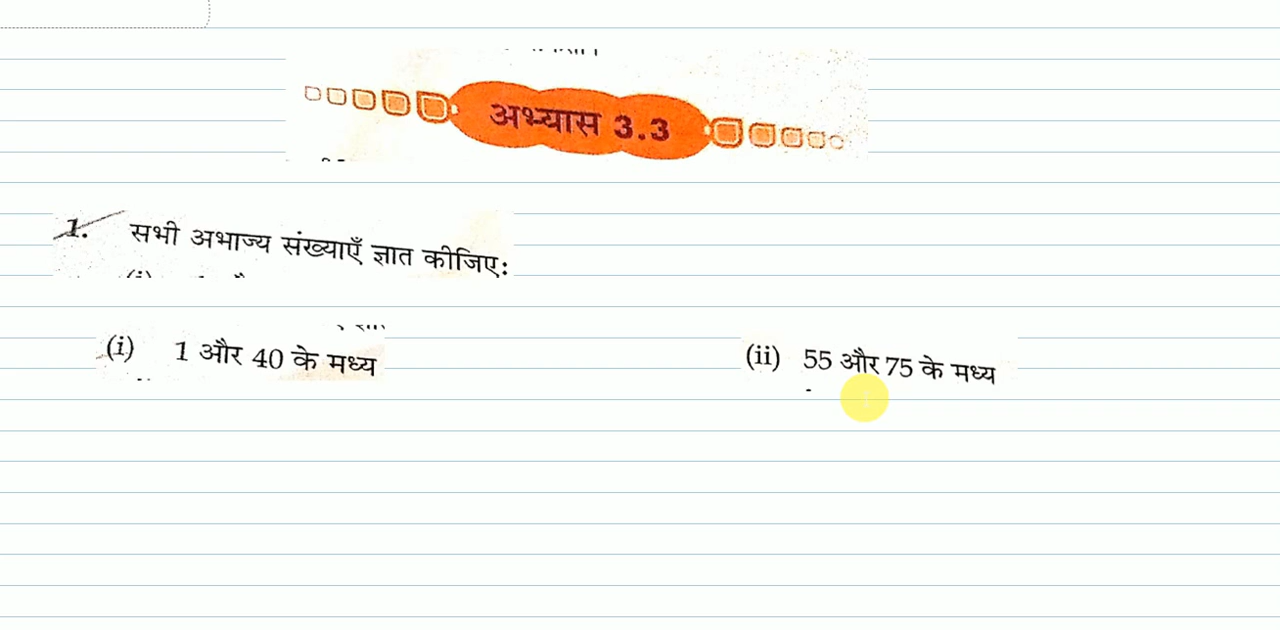 अभ्यास 3.3
1. सभी अभाज्य संख्याएँ ज्ञात कीजिए:
(i) 1 और 40 के मध्य
(ii) 55 और 75 के मध्य